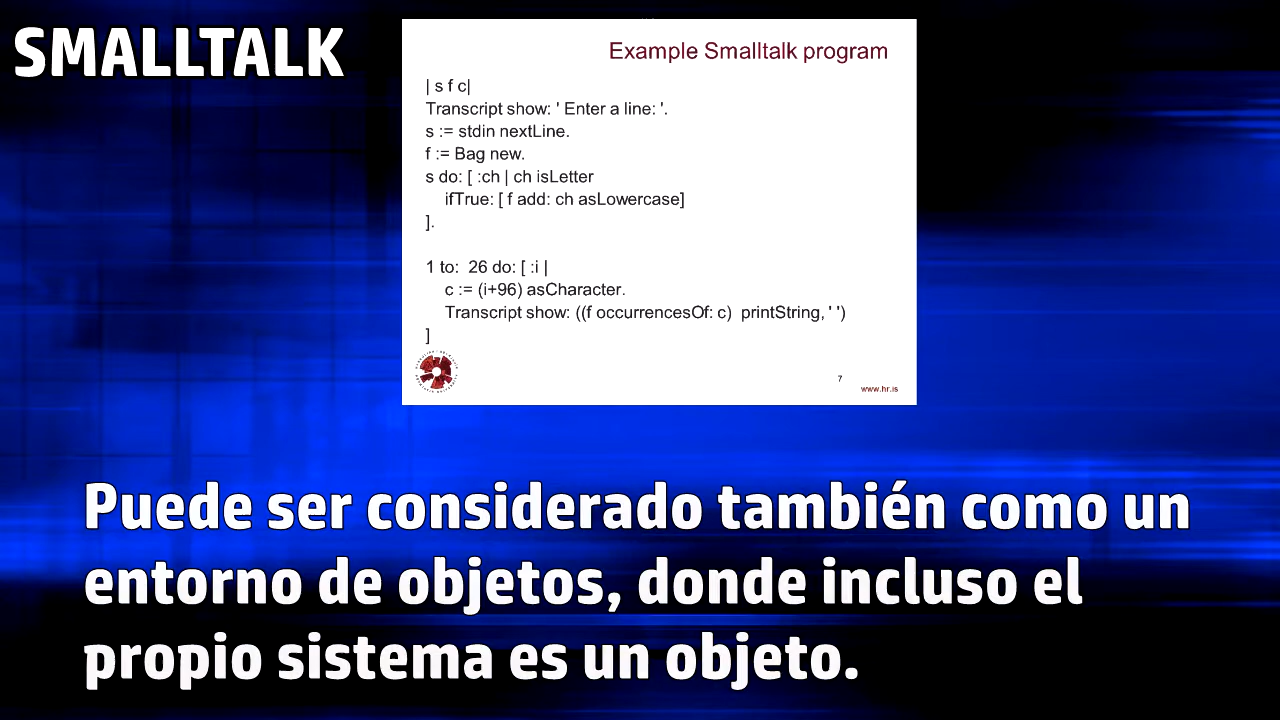 SMALLTALK
Example Smalltalk program
| s f c|
Transcript show: ' Enter a line: '.
s := stdin nextLine.
f := Bag new.
s do: [ :ch | ch isLetter
ifTrue: [ f add: ch asLowercase]
].
1 to:  26 do: [ :i |
c := (i+96) asCharacter.
Transcript show: ((f occurrencesOf: c)  printString, ' ')
]
7
www.hr.is
Puede ser considerado también como un
entorno de objetos, donde incluso el
propio sistema es un objeto.